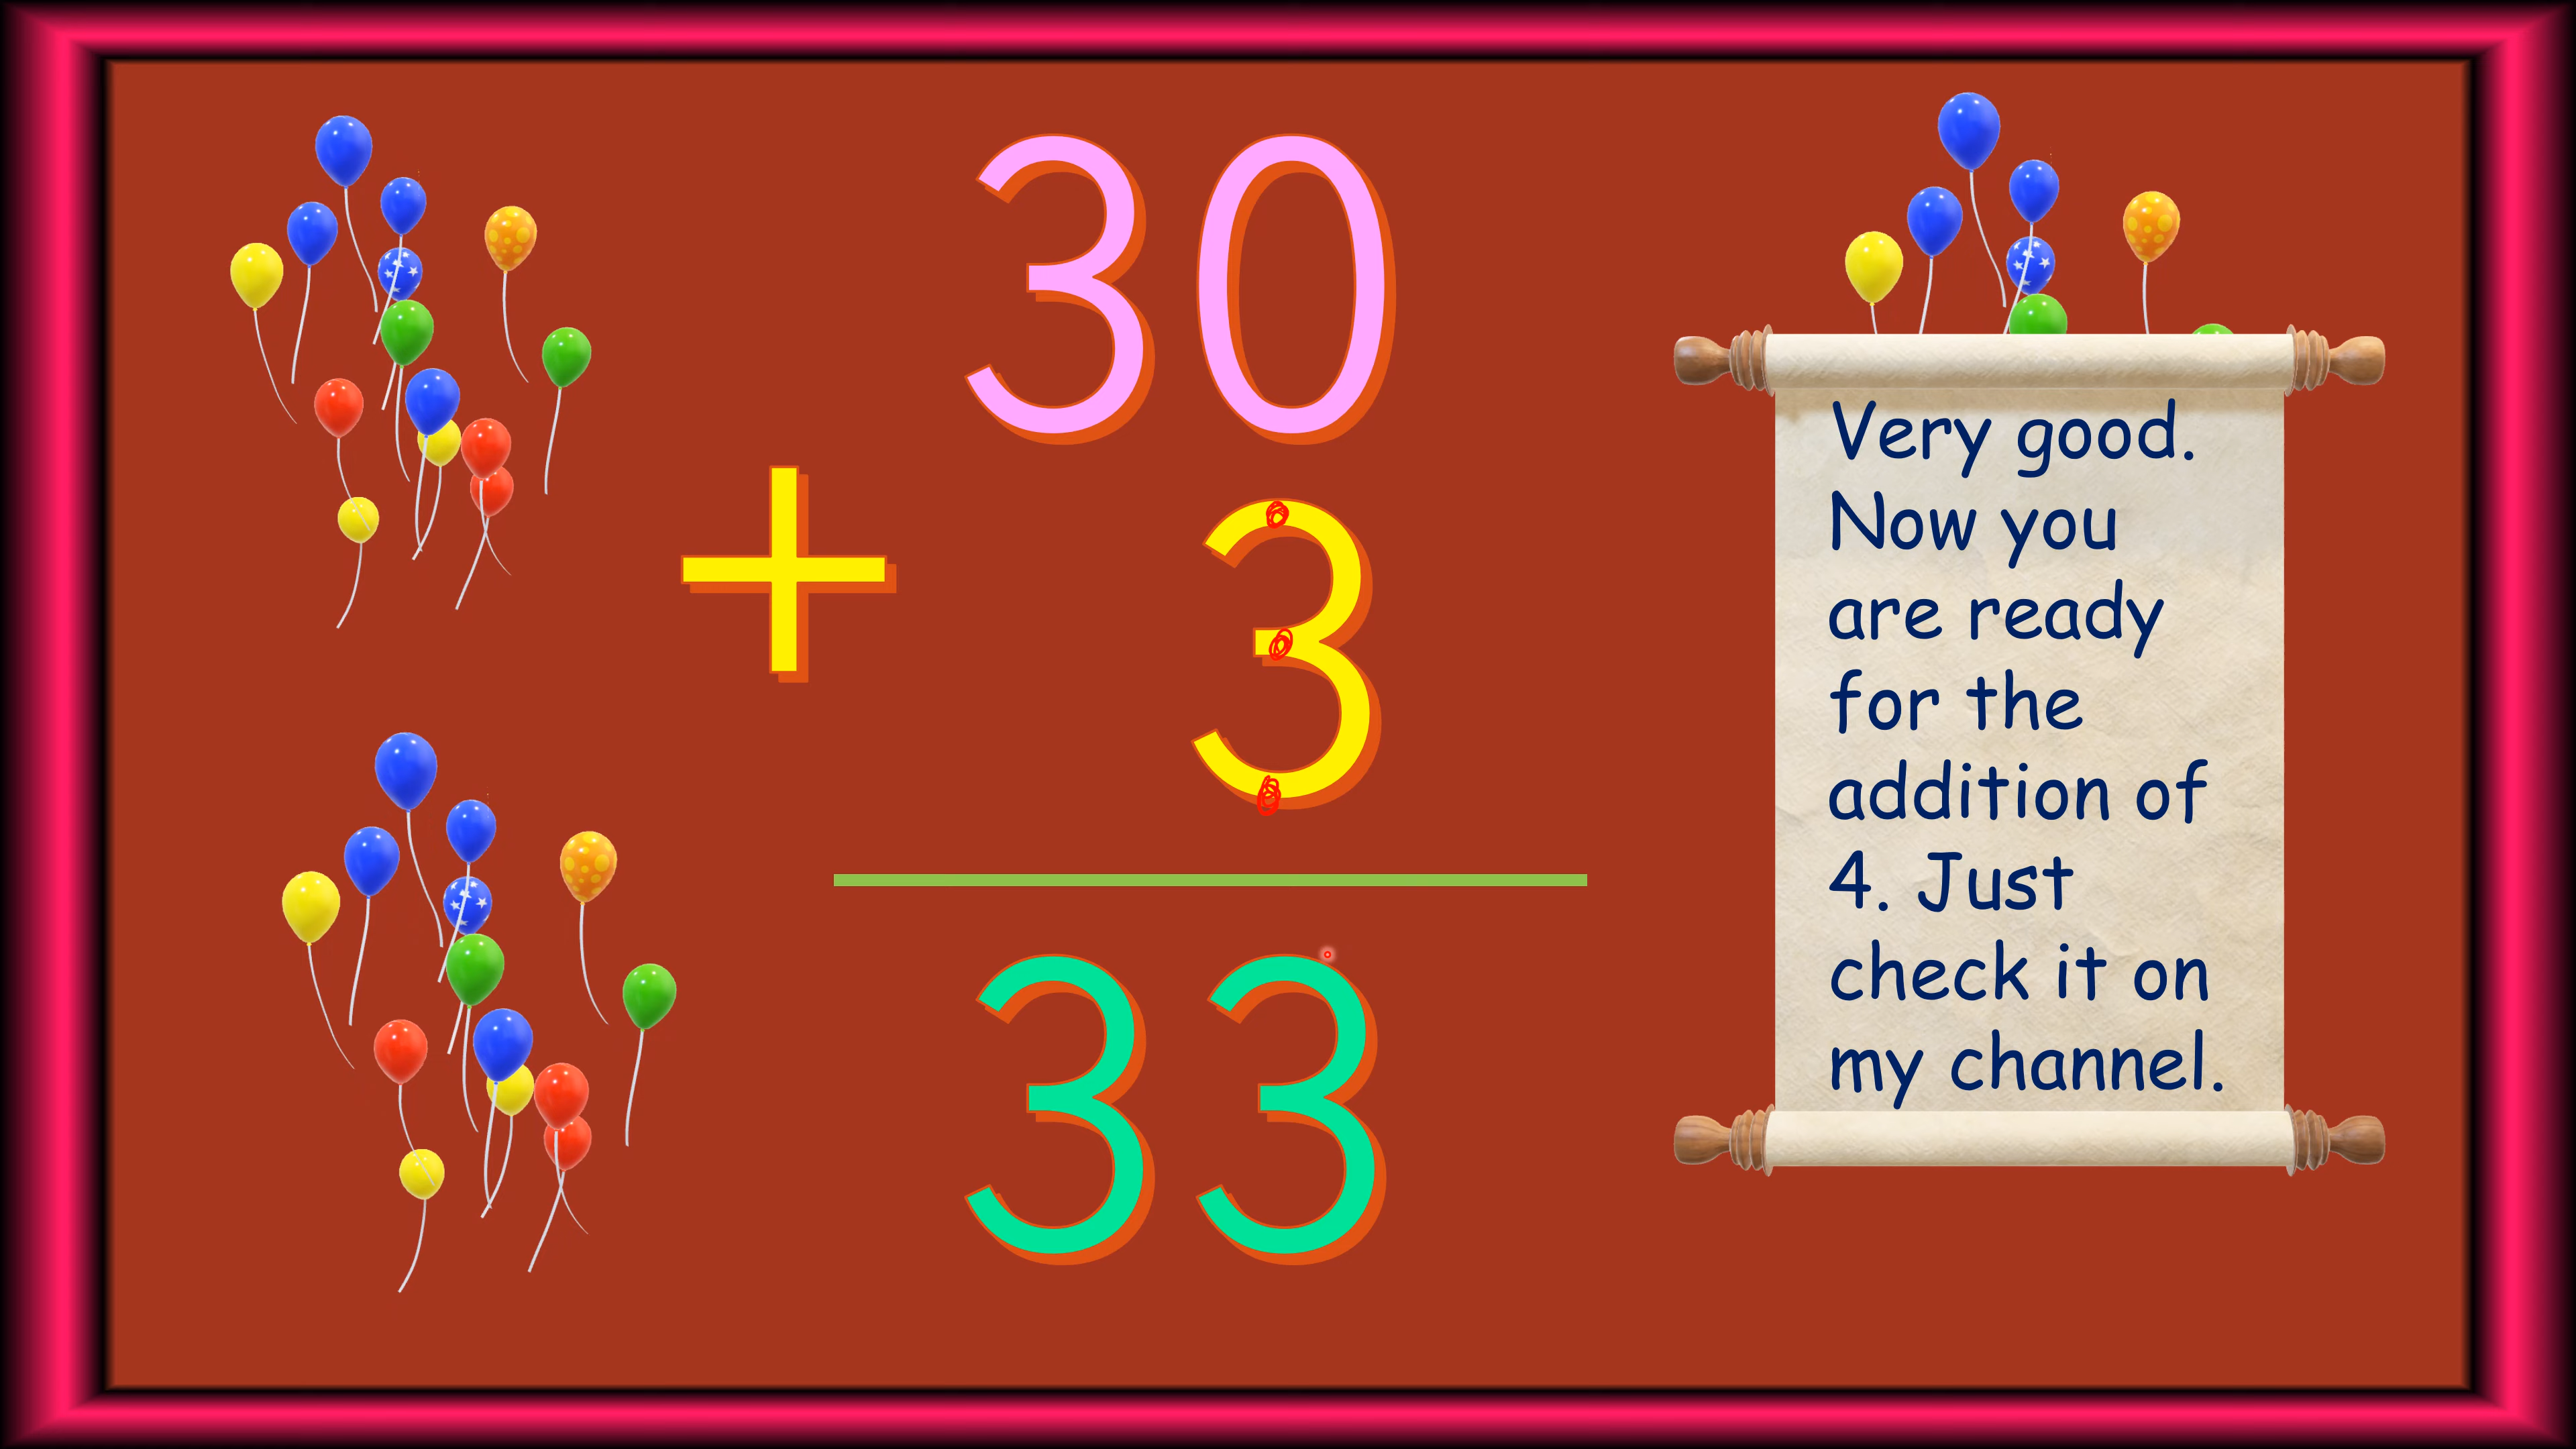 30
+ 3
33
Very good.
Now you
are ready
for the
addition of
4. Just
check it on
my channel.